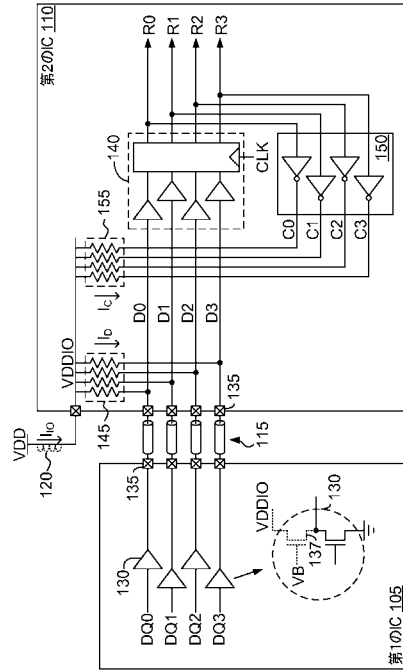 第2のIC 110
VDD
I_IO
120
VDDIO
155
I_C
145
I_D
140
R0
R1
R2
R3
CLK
150
D0
D1
D2
D3
C0
C1
C2
C3
135
115
135
130
DQ0
DQ1
DQ2
DQ3
VDDIO
130
VB
137
第1のIC 105